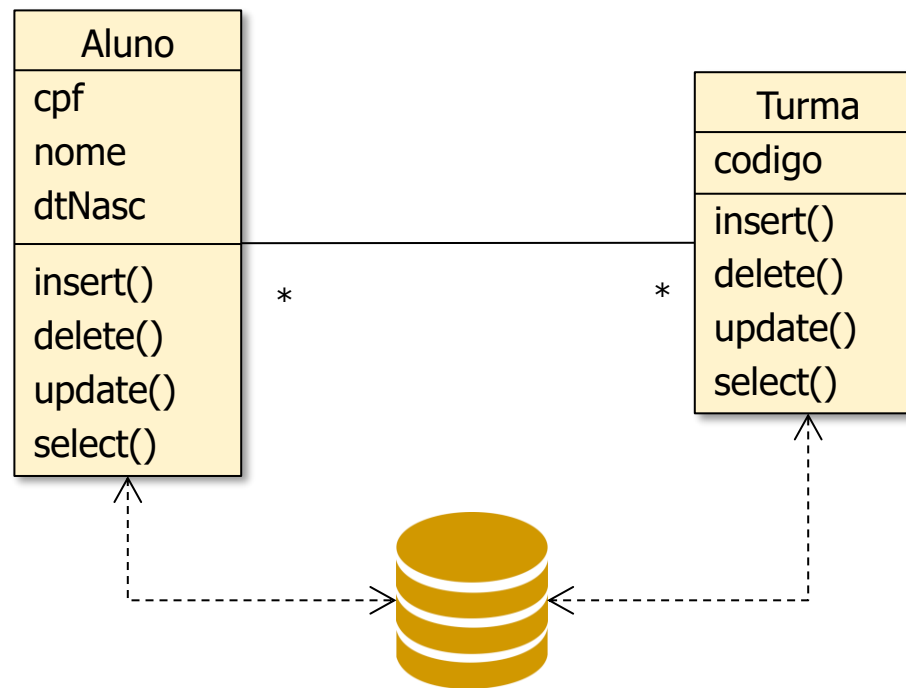 Aluno
cpf
nome
dtNasc
insert()
delete()
update()
select()
*
*
Turma
codigo
insert()
delete()
update()
select()